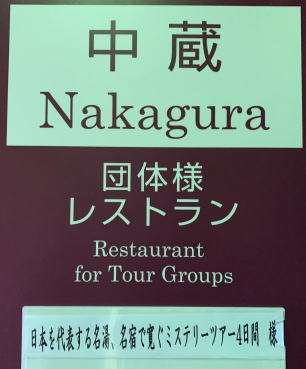 中蔵
Nakagura
団体様
レストラン
Restaurant
for Tour Groups
日本を代表する名湯、名宿で寛ぐミステリーツアー4日間 様